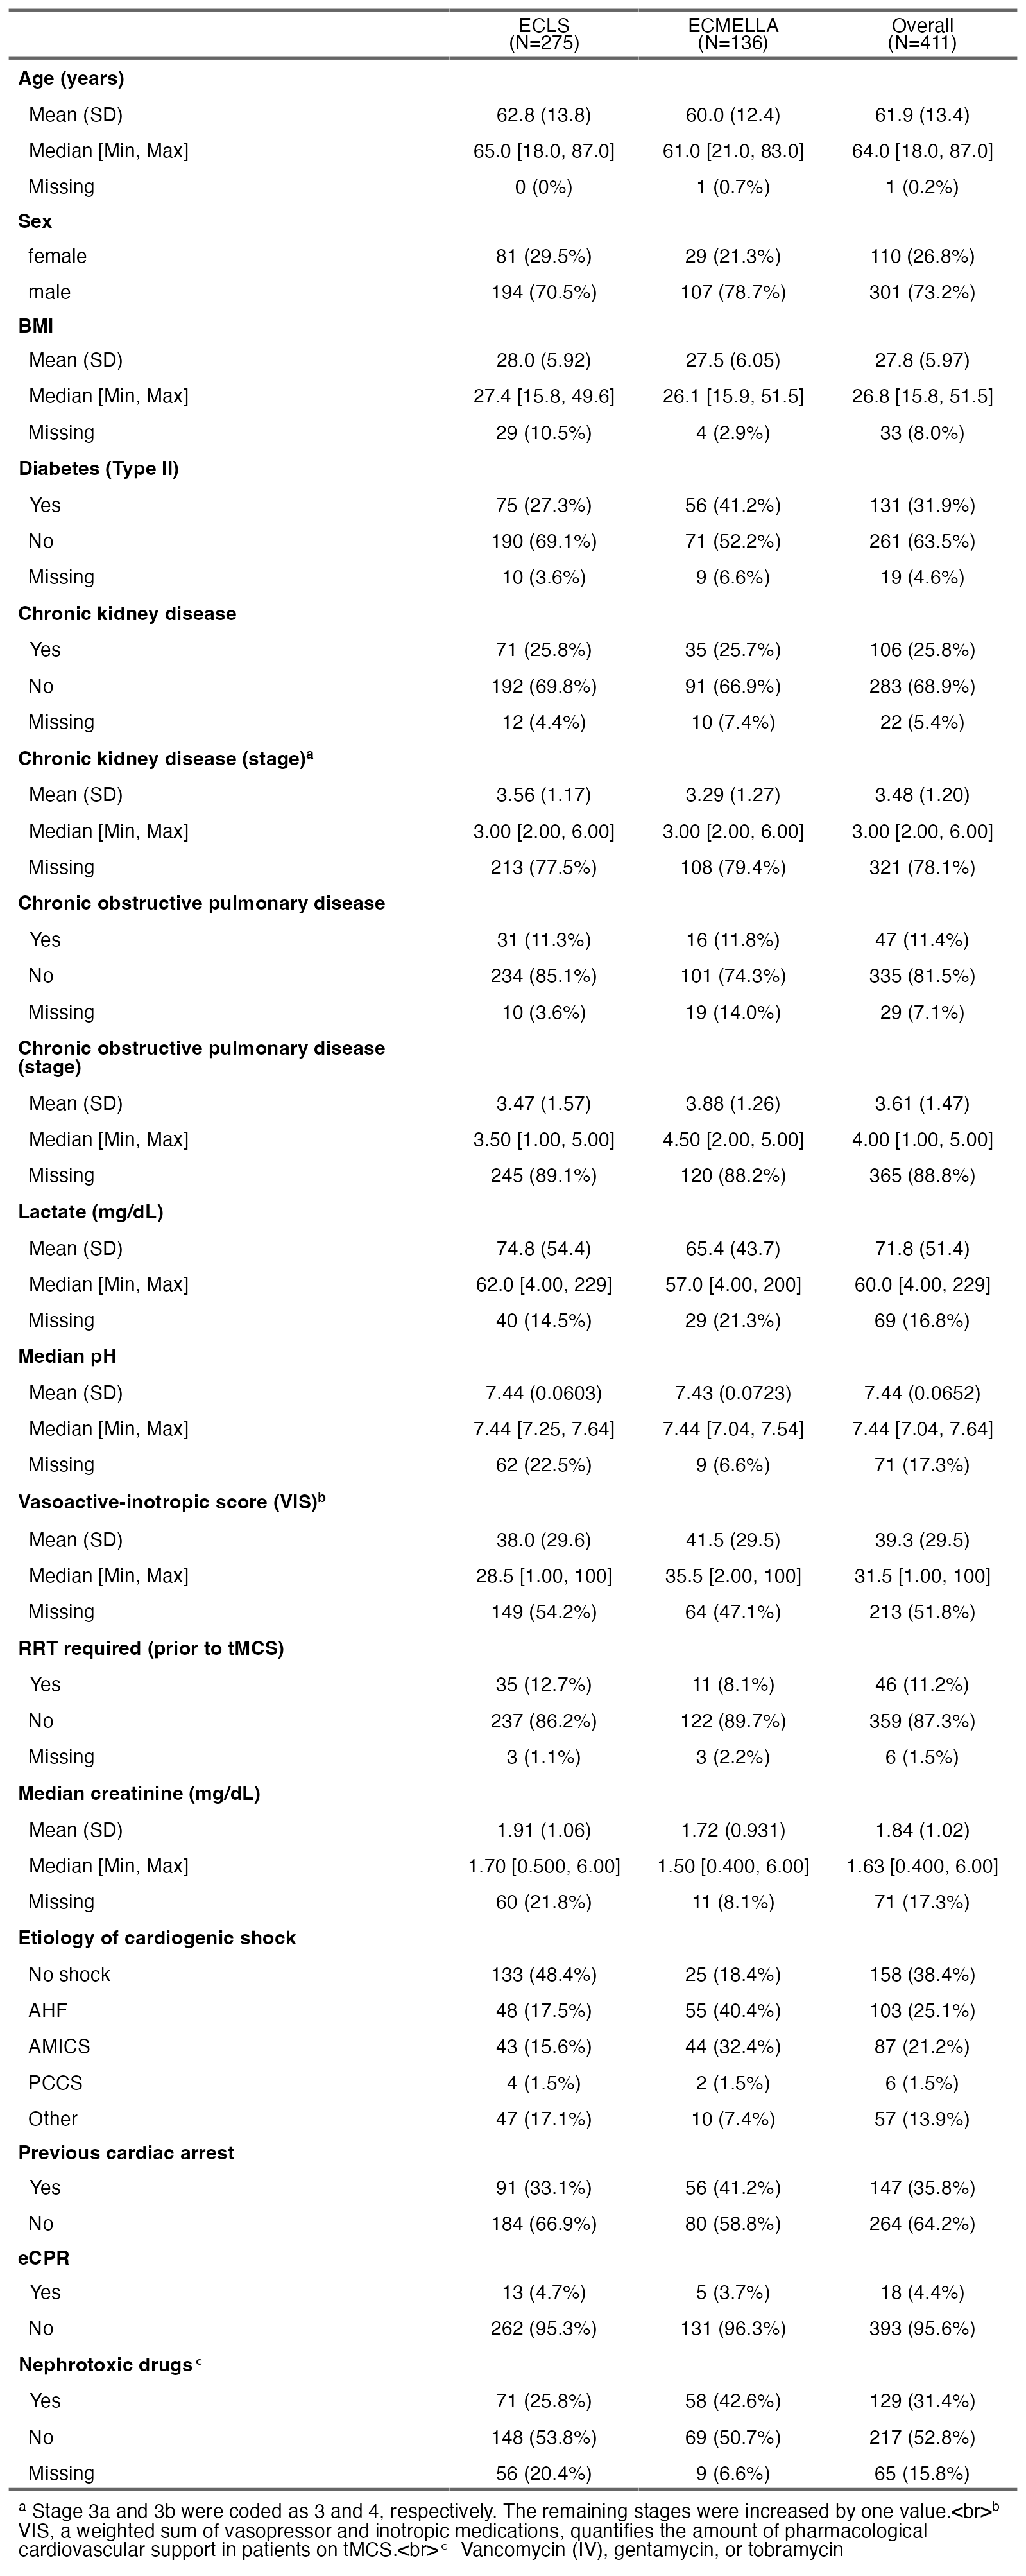 ECLS ECMELLA Overall
(N=275) (N=136) (N=411)
Age (years)
Mean (SD) 62.8 (13.8) 60.0 (12.4) 61.9 (13.4)
Median [Min, Max] 65.0 [18.0, 87.0] 61.0 [21.0, 83.0] 64.0 [18.0, 87.0]
Missing 0 (0%) 1 (0.7%) 1 (0.2%)
Sex
female 81 (29.5%) 29 (21.3%) 110 (26.8%)
male 194 (70.5%) 107 (78.7%) 301 (73.2%)
BMI
Mean (SD) 28.0 (5.92) 27.5 (6.05) 27.8 (5.97)
Median [Min, Max] 27.4 [15.8, 49.6] 26.1 [15.9, 51.5] 26.8 [15.8, 51.5]
Missing 29 (10.5%) 4 (2.9%) 33 (8.0%)
Diabetes (Type II)
Yes 75 (27.3%) 56 (41.2%) 131 (31.9%)
No 190 (69.1%) 71 (52.2%) 261 (63.5%)
Missing 10 (3.6%) 9 (6.6%) 19 (4.6%)
Chronic kidney disease
Yes 71 (25.8%) 35 (25.7%) 106 (25.8%)
No 192 (69.8%) 91 (66.9%) 283 (68.9%)
Missing 12 (4.4%) 10 (7.4%) 22 (5.4%)
Chronic kidney disease (stage)a
Mean (SD) 3.56 (1.17) 3.29 (1.27) 3.48 (1.20)
Median [Min, Max] 3.00 [2.00, 6.00] 3.00 [2.00, 6.00] 3.00 [2.00, 6.00]
Missing 213 (77.5%) 108 (79.4%) 321 (78.1%)
Chronic obstructive pulmonary disease
Yes 31 (11.3%) 16 (11.8%) 47 (11.4%)
No 234 (85.1%) 101 (74.3%) 335 (81.5%)
Missing 10 (3.6%) 19 (14.0%) 29 (7.1%)
Chronic obstructive pulmonary disease
(stage)
Mean (SD) 3.47 (1.57) 3.88 (1.26) 3.61 (1.47)
Median [Min, Max] 3.50 [1.00, 5.00] 4.50 [2.00, 5.00] 4.00 [1.00, 5.00]
Missing 245 (89.1%) 120 (88.2%) 365 (88.8%)
Lactate (mg/dL)
Mean (SD) 74.8 (54.4) 65.4 (43.7) 71.8 (51.4)
Median [Min, Max] 62.0 [4.00, 229] 57.0 [4.00, 200] 60.0 [4.00, 229]
Missing 40 (14.5%) 29 (21.3%) 69 (16.8%)
Median pH
Mean (SD) 7.44 (0.0603) 7.43 (0.0723) 7.44 (0.0652)
Median [Min, Max] 7.44 [7.25, 7.64] 7.44 [7.04, 7.54] 7.44 [7.04, 7.64]
Missing 62 (22.5%) 9 (6.6%) 71 (17.3%)
Vasoactive-inotropic score (VIS)b
Mean (SD) 38.0 (29.6) 41.5 (29.5) 39.3 (29.5)
Median [Min, Max] 28.5 [1.00, 100] 35.5 [2.00, 100] 31.5 [1.00, 100]
Missing 149 (54.2%) 64 (47.1%) 213 (51.8%)
RRT required (prior to tMCS)
Yes 35 (12.7%) 11 (8.1%) 46 (11.2%)
No 237 (86.2%) 122 (89.7%) 359 (87.3%)
Missing 3 (1.1%) 3 (2.2%) 6 (1.5%)
Median creatinine (mg/dL)
Mean (SD) 1.91 (1.06) 1.72 (0.931) 1.84 (1.02)
Median [Min, Max] 1.70 [0.500, 6.00] 1.50 [0.400, 6.00] 1.63 [0.400, 6.00]
Missing 60 (21.8%) 11 (8.1%) 71 (17.3%)
Etiology of cardiogenic shock
No shock 133 (48.4%) 25 (18.4%) 158 (38.4%)
AHF 48 (17.5%) 55 (40.4%) 103 (25.1%)
AMICS 43 (15.6%) 44 (32.4%) 87 (21.2%)
PCCS 4 (1.5%) 2 (1.5%) 6 (1.5%)
Other 47 (17.1%) 10 (7.4%) 57 (13.9%)
Previous cardiac arrest
Yes 91 (33.1%) 56 (41.2%) 147 (35.8%)
No 184 (66.9%) 80 (58.8%) 264 (64.2%)
eCPR
Yes 13 (4.7%) 5 (3.7%) 18 (4.4%)
No 262 (95.3%) 131 (96.3%) 393 (95.6%)
Nephrotoxic drugs c
Yes 71 (25.8%) 58 (42.6%) 129 (31.4%)
No 148 (53.8%) 69 (50.7%) 217 (52.8%)
Missing 56 (20.4%) 9 (6.6%) 65 (15.8%)
a Stage 3a and 3b were coded as 3 and 4, respectively. The remaining stages were increased by one value.<br>b
VIS, a weighted sum of vasopressor and inotropic medications, quantifies the amount of pharmacological
cardiovascular support in patients on tMCS.<br>c Vancomycin (IV), gentamycin, or tobramycin